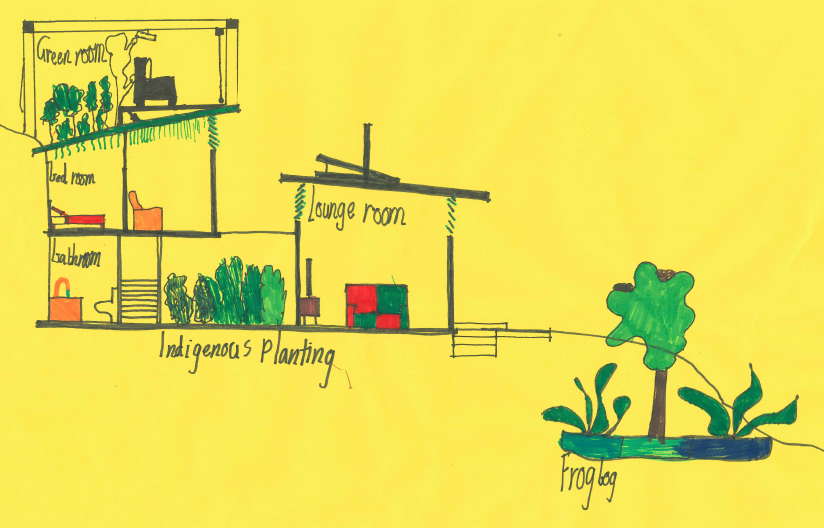 Green room
bed room
Lounge room
bathroom
Indigenous Planting
Frog bog